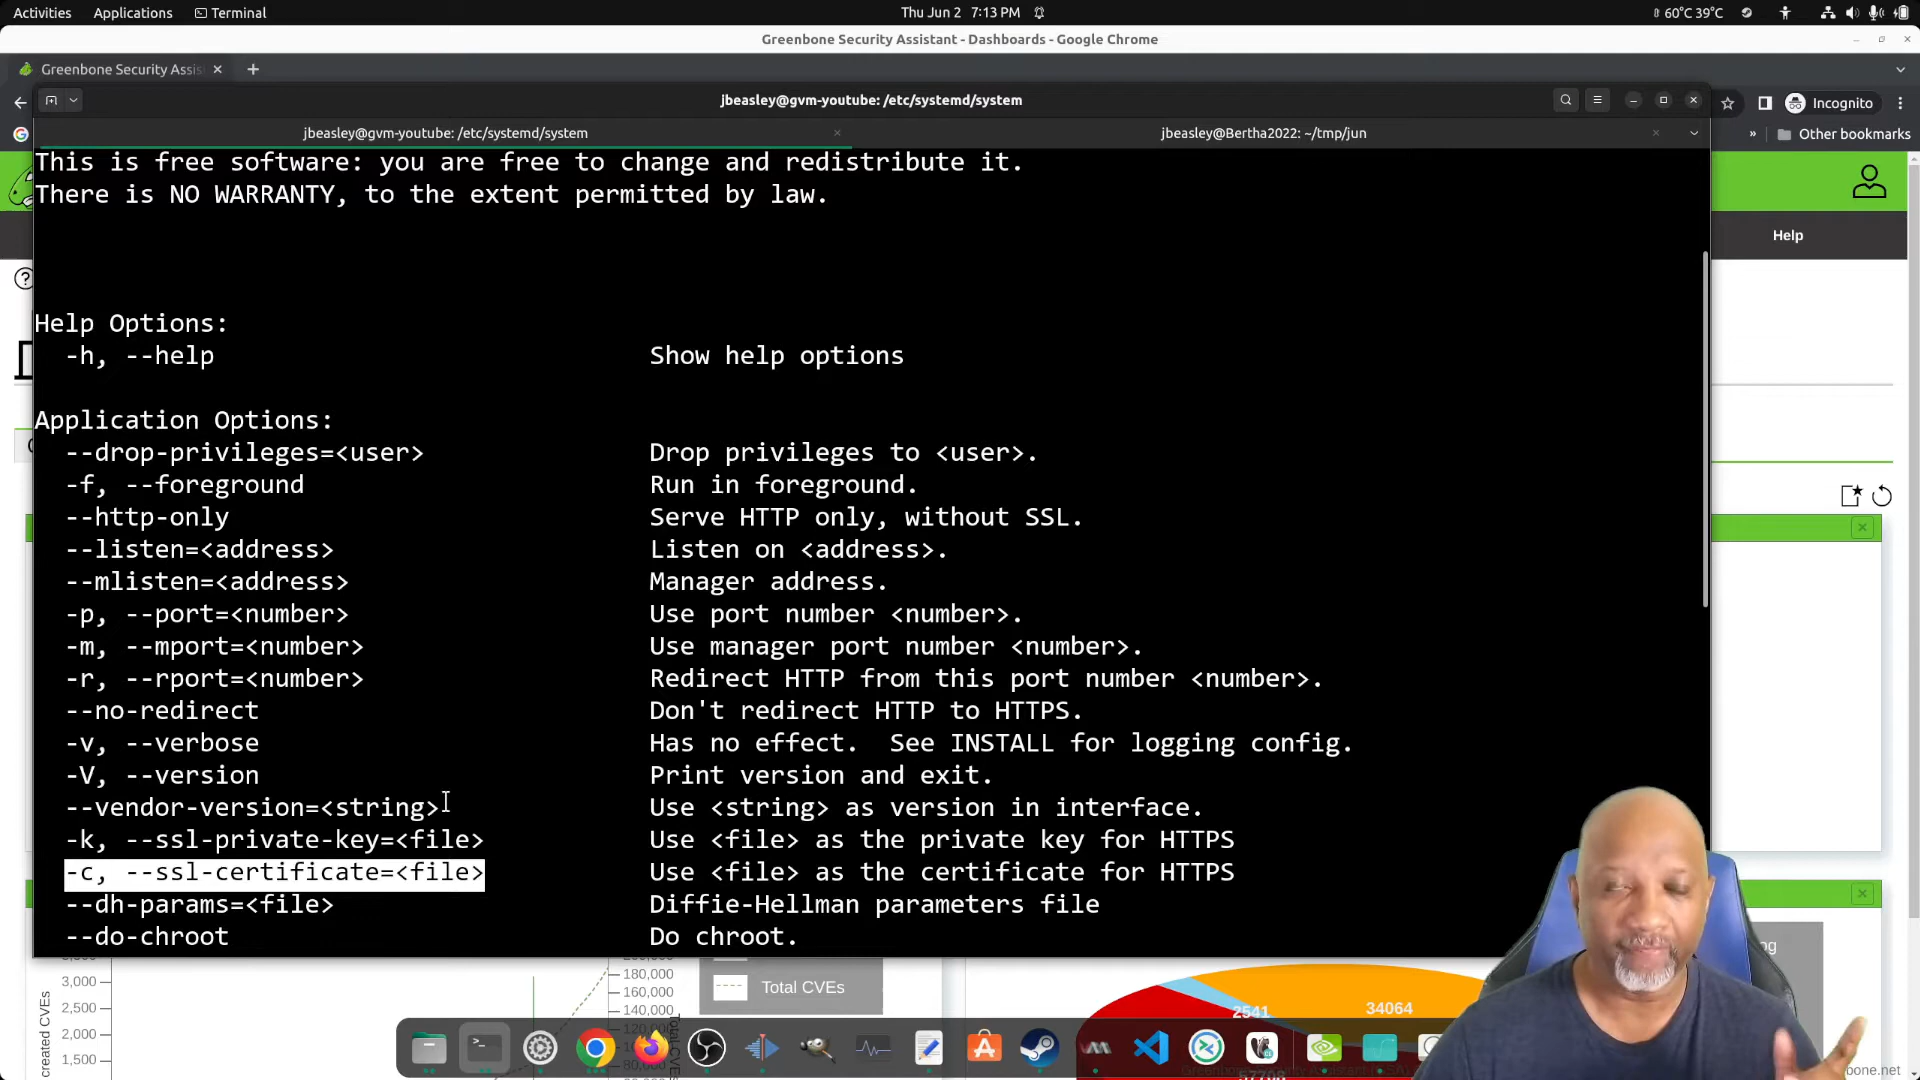 Activities Applications Terminal Thu Jun 2 7:13 PM 60°C 39°C
Greenbone Security Assistant - Dashboards - Google Chrome
Greenbone Security Assis
jbeasley@gvm-youtube: /etc/systemd/system
Incognito
jbeasley@gvm-youtube: /etc/systemd/system jbeasley@Bertha2022: ~/tmp/jun
» Other bookmarks
This is free software: you are free to change and redistribute it.
There is NO WARRANTY, to the extent permitted by law.
Help
Help Options:
-h, --help Show help options
Application Options:
--drop-privileges=<user> Drop privileges to <user>.
-f, --foreground Run in foreground.
--http-only Serve HTTP only, without SSL.
--listen=<address> Listen on <address>.
--mlisten=<address> Manager address.
-p, --port=<number> Use port number <number>.
-m, --mport=<number> Use manager port number <number>.
-r, --rport=<number> Redirect HTTP from this port number <number>.
--no-redirect Don't redirect HTTP to HTTPS.
-v, --verbose Has no effect.  See INSTALL for logging config.
-V, --version Print version and exit.
--vendor-version=<string> Use <string> as version in interface.
-k, --ssl-private-key=<file> Use <file> as the private key for HTTPS
-c, --ssl-certificate=<file> Use <file> as the certificate for HTTPS
--dh-params=<file> Diffie-Hellman parameters file
--do-chroot Do chroot.
3,000
2,500
2,000
1,500
created CVEs
180,000
160,000
140,000
120,000
Total CVEs
2541
34064